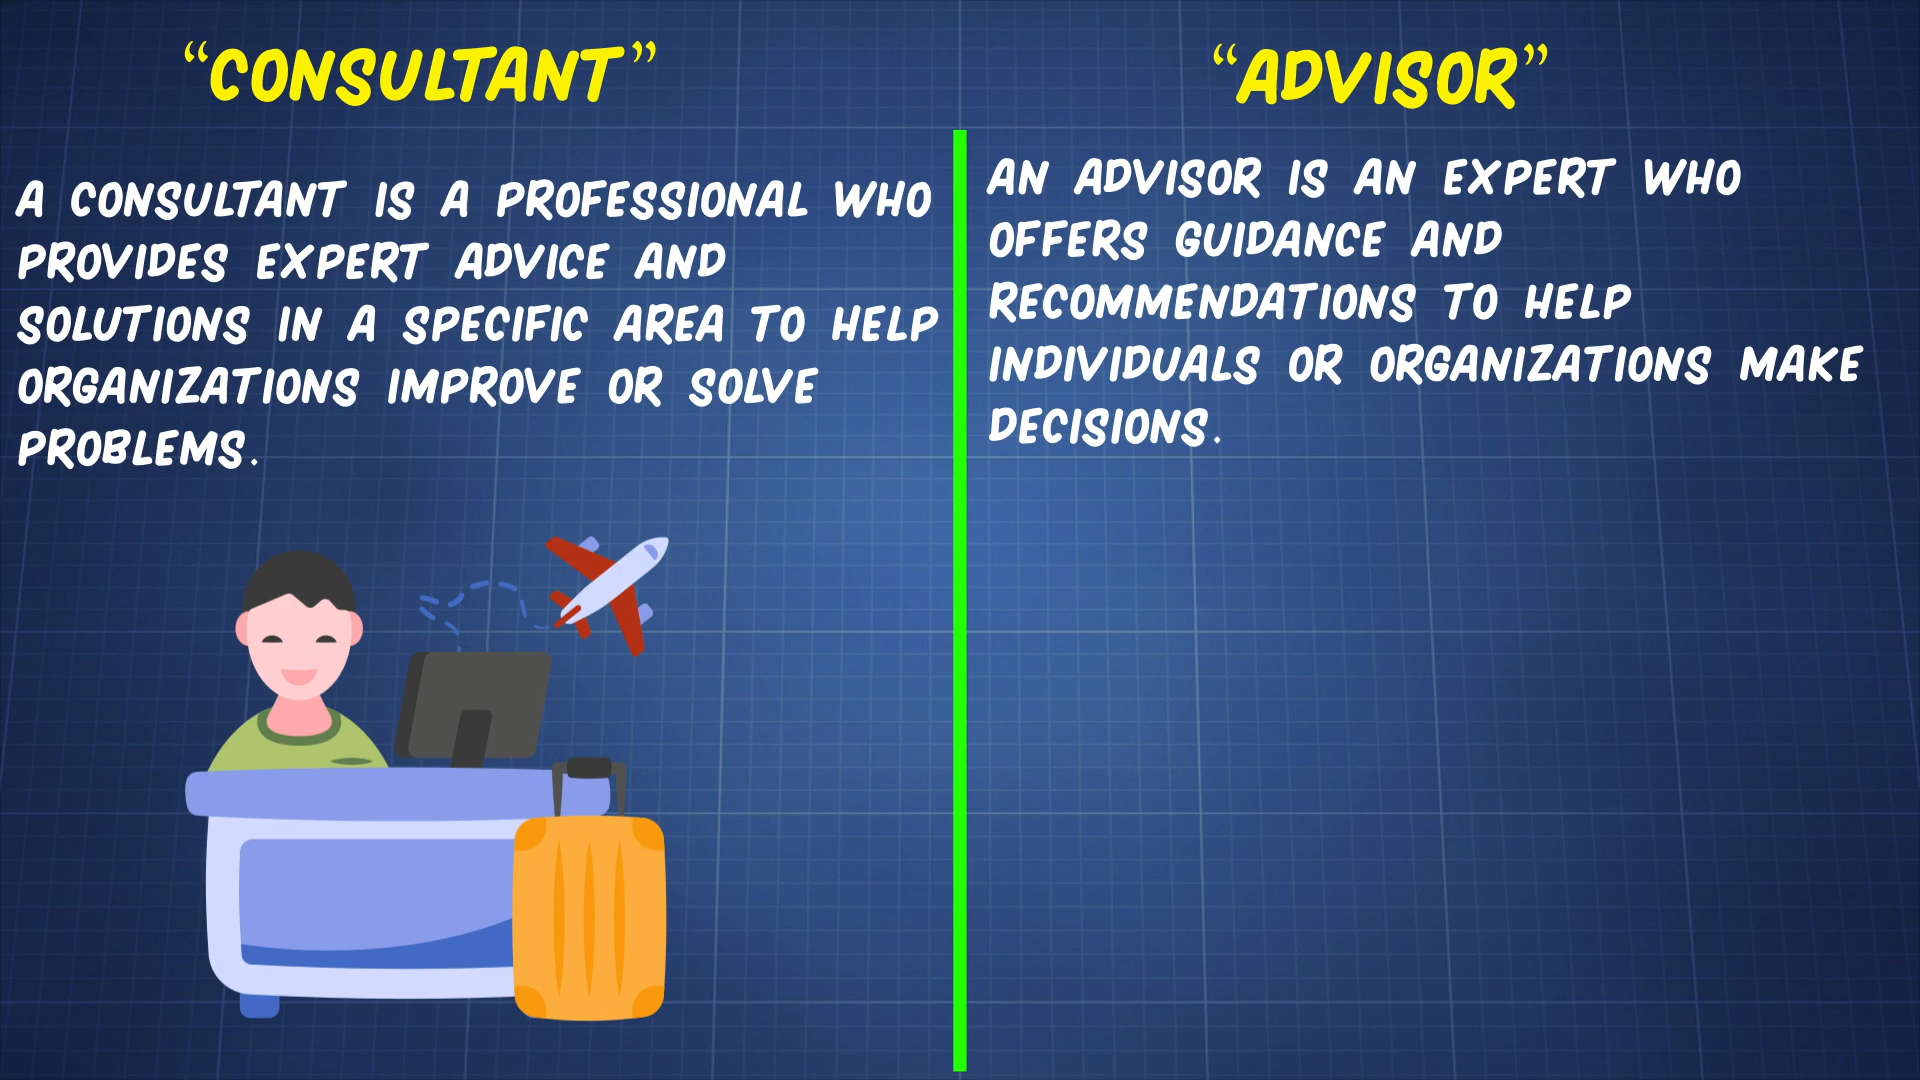 “CONSULTANT”
A CONSULTANT IS A PROFESSIONAL WHO
PROVIDES EXPERT ADVICE AND
SOLUTIONS IN A SPECIFIC AREA TO HELP
ORGANIZATIONS IMPROVE OR SOLVE
PROBLEMS.
“ADVISOR”
AN ADVISOR IS AN EXPERT WHO
OFFERS GUIDANCE AND
RECOMMENDATIONS TO HELP
INDIVIDUALS OR ORGANIZATIONS MAKE
DECISIONS.